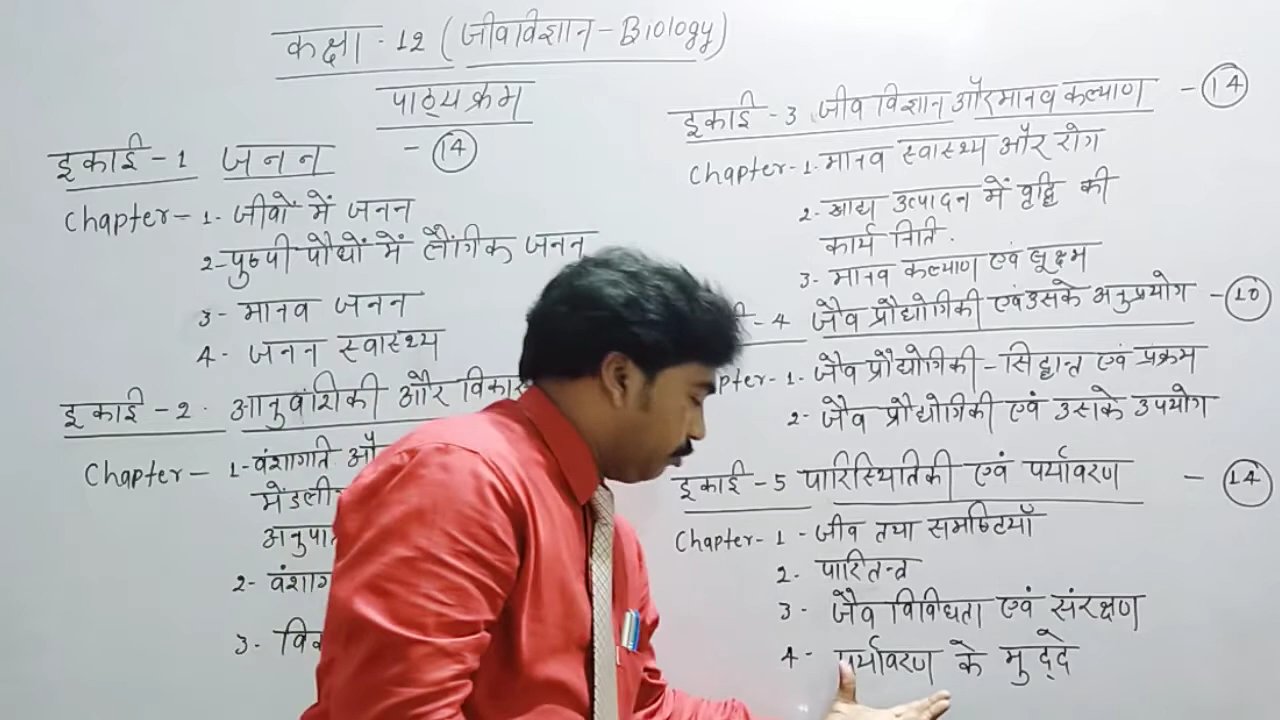 कक्षा - 12 (जीवविज्ञान - Biology)
पाठ्यक्रम
इकाई - 1 जनन - 14
Chapter - 1 - जीवों में जनन
2 - पुष्पी पौधों में लैंगिक जनन
3 - मानव जनन
4 - जनन स्वास्थ्य
इकाई - 2 - आनुवंशिकी और विकास
Chapter - 1 - वंशागति औ
मेंडली
अनुपात
2 - वंशाग
3 - विक
इकाई - 3 जीव विज्ञान और मानव कल्याण - 14
Chapter - 1 - मानव स्वास्थ्य और रोग
2 - खाद्य उत्पादन में वृद्धि की
कार्य निति .
3 - मानव कल्याण एवं सूक्ष्म
- 4 जैव प्रौद्योगिकी एवं उसके अनुप्रयोग - 10
pter - 1 - जैव प्रौद्योगिकी - सिद्धान्त एवं प्रक्रम
2 - जैव प्रौद्योगिकी एवं उसके उपयोग
इकाई - 5 पारिस्थितिकी एवं पर्यावरण - 14
Chapter - 1 - जीव तथा समष्टियाँ
2 - पारितन्त्र
3 - जैव विविधता एवं संरक्षण
4 - पर्यावरण के मुद्दे